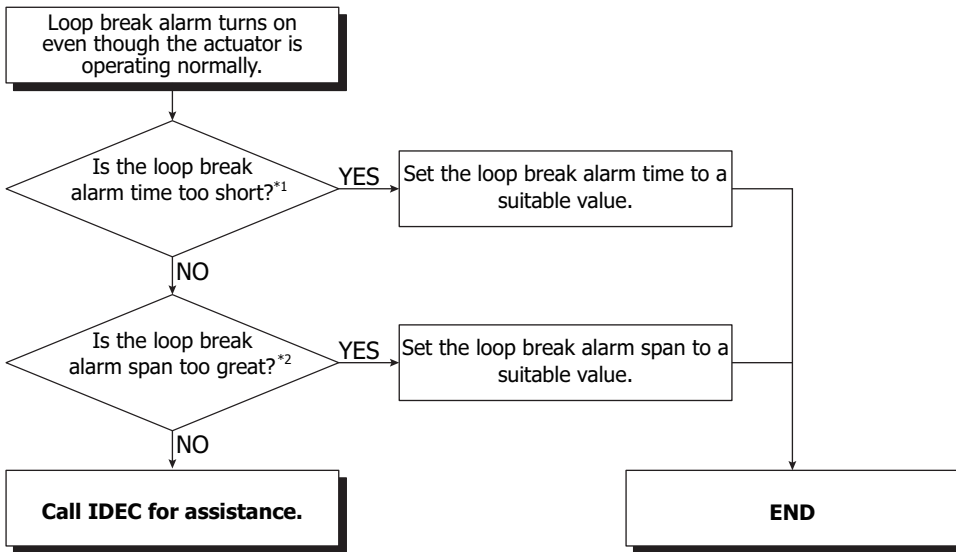 Loop break alarm turns on
even though the actuator is
operating normally.
Is the loop break
alarm time too short?*1
YES
Set the loop break alarm time to a
suitable value.
NO
Is the loop break
alarm span too great?*2
YES
Set the loop break alarm span to a
suitable value.
NO
Call IDEC for assistance.
END